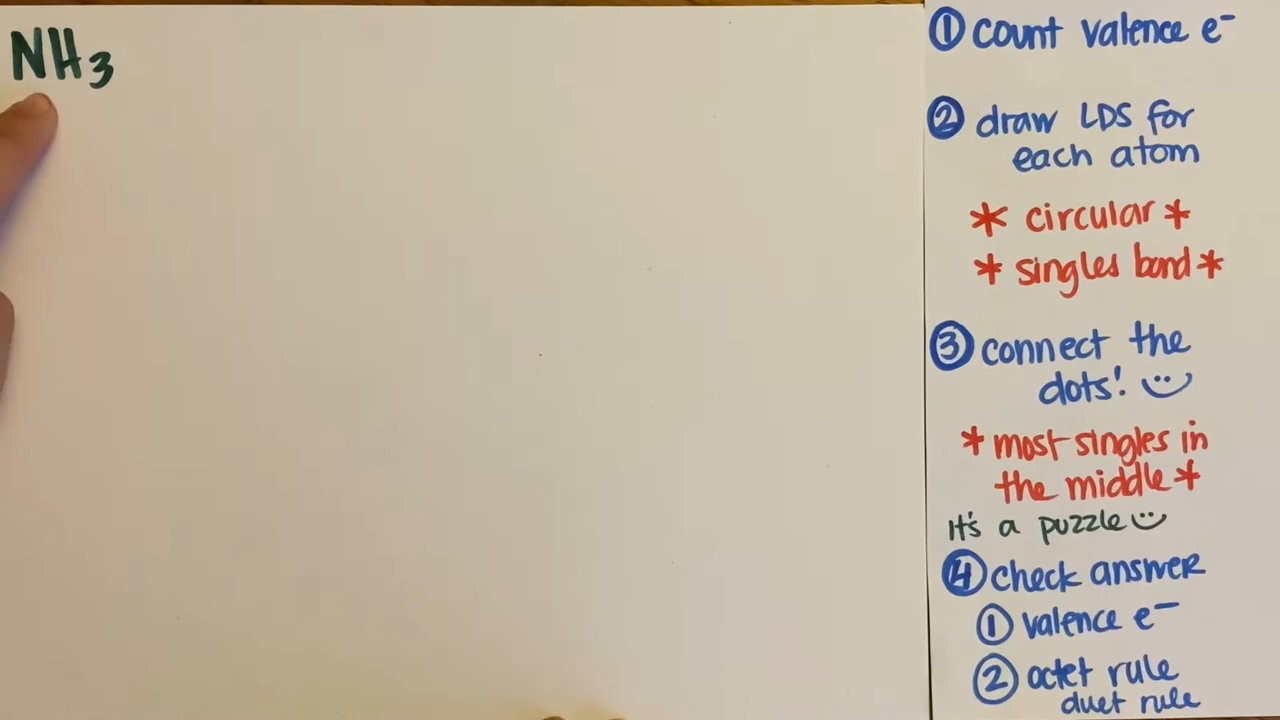 NH₃
① count valence e⁻
② draw LDS for
each atom
* circular *
* singles bond *
③ connect the
dots! :)
* most singles in
the middle *
It's a puzzle :)
④ check answer
① valence e⁻
② octet rule
duet rule